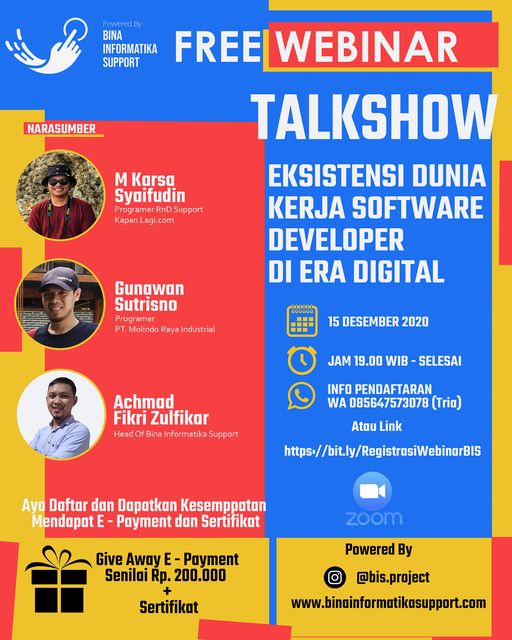 Powered By :
BINA
INFORMATIKA
SUPPORT
FREE WEBINAR
TALKSHOW
EKSISTENSI DUNIA
KERJA SOFTWARE
DEVELOPER
DI ERA DIGITAL
NARASUMBER
M Karsa
Syaifudin
Programer RnD Support
Kapan Lagi.com
Gunawan
Sutrisno
Programer
PT. Molindo Raya Industrial
Achmad
Fikri Zulfikar
Head Of Bina Informatika Support
15 DESEMBER 2020
JAM 19.00 WIB - SELESAI
INFO PENDAFTARAN
WA 085647573078 (Tria)
Atau Link
https://bit.ly/RegistrasiWebinarBIS
zoom
Ayo Daftar dan Dapatkan Kesemppatan
Mendapat E - Payment dan Sertifikat
Give Away E - Payment
Senilai Rp. 200.000
+
Sertifikat
Powered By
@bis.project
www.binainformatikasupport.com